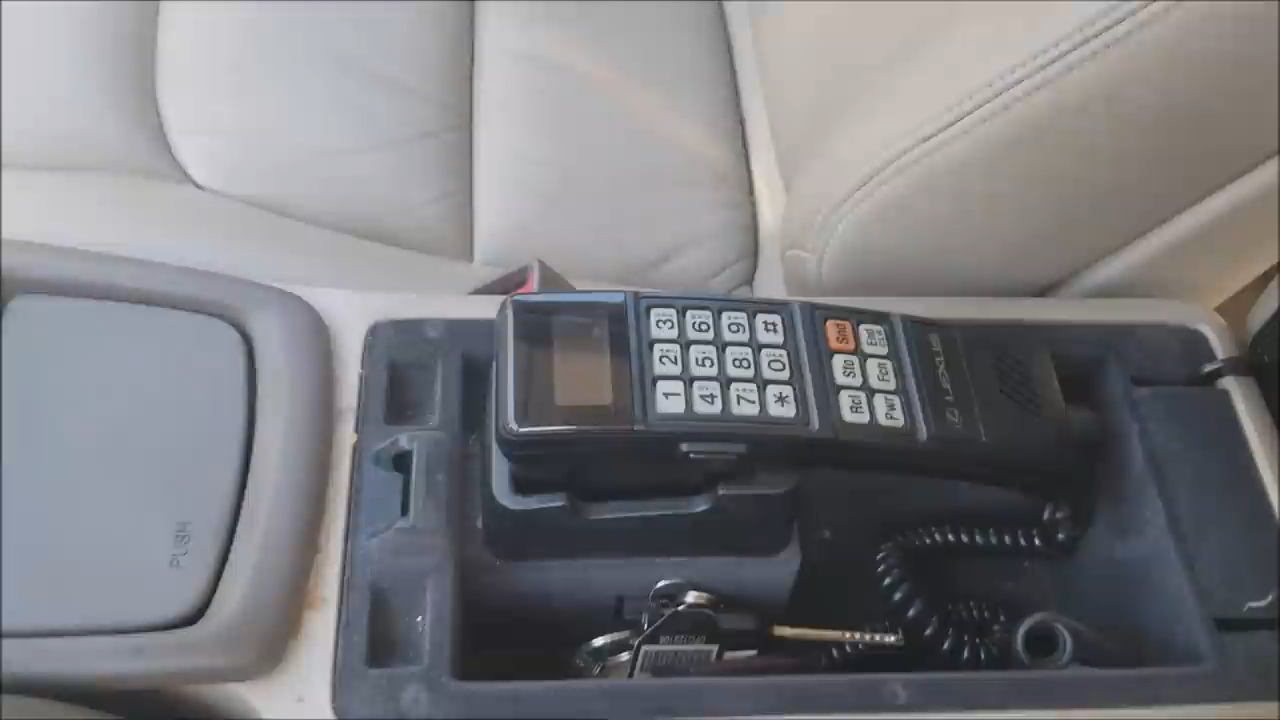 PUSH
1 2 3
4 5 6
7 8 9
* 0 #
Rcl Sto Snd
Pwr Fcn End
LEXUS